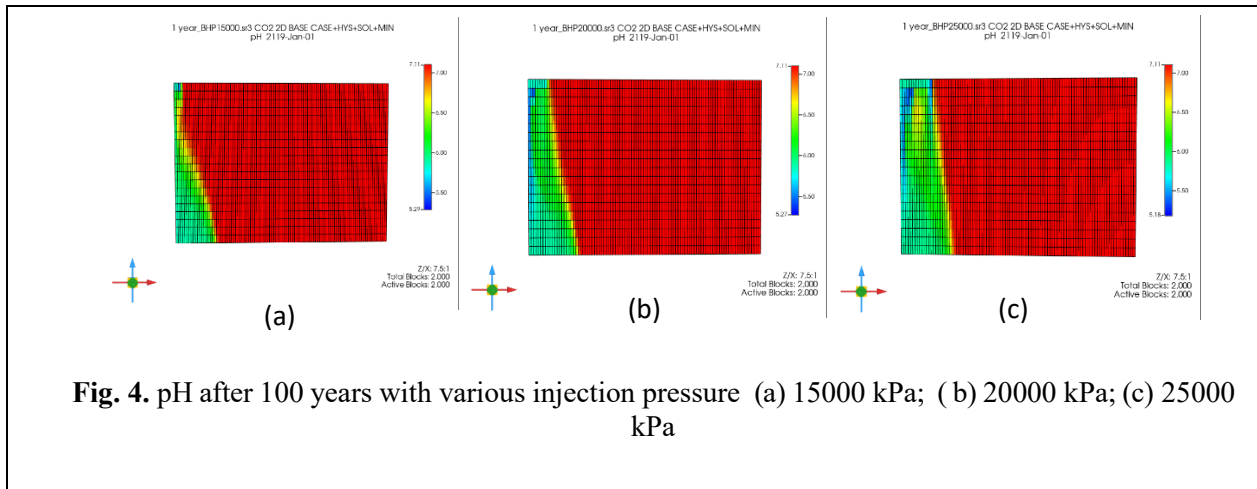 1 year_BHP15000.sr3 CO2 2D BASE CASE+HYS+SOL+MIN
pH 2119-Jan-01
7.11
7.00
6.50
6.00
5.50
5.29
Z/X: 7.5:1
Total Blocks: 2.000
Active Blocks: 2.000
(a)
1 year_BHP20000.sr3 CO2 2D BASE CASE+HYS+SOL+MIN
pH 2119-Jan-01
7.11
7.00
6.50
6.00
5.50
5.27
Z/X: 7.5:1
Total Blocks: 2.000
Active Blocks: 2.000
(b)
1 year_BHP25000.sr3 CO2 2D BASE CASE+HYS+SOL+MIN
pH 2119-Jan-01
7.11
7.00
6.50
6.00
5.50
5.18
Z/X: 7.5:1
Total Blocks: 2.000
Active Blocks: 2.000
(c)
Fig. 4. pH after 100 years with various injection pressure (a) 15000 kPa; ( b) 20000 kPa; (c) 25000
kPa